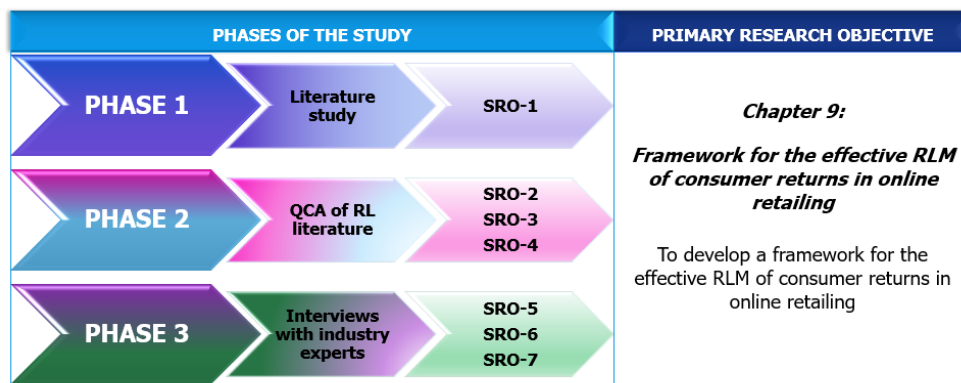 PHASES OF THE STUDY
PRIMARY RESEARCH OBJECTIVE
PHASE 1
Literature
study
SRO-1
PHASE 2
QCA of RL
literature
SRO-2
SRO-3
SRO-4
PHASE 3
Interviews
with industry
experts
SRO-5
SRO-6
SRO-7
Chapter 9:
Framework for the effective RLM
of consumer returns in online
retailing
To develop a framework for the
effective RLM of consumer returns in
online retailing